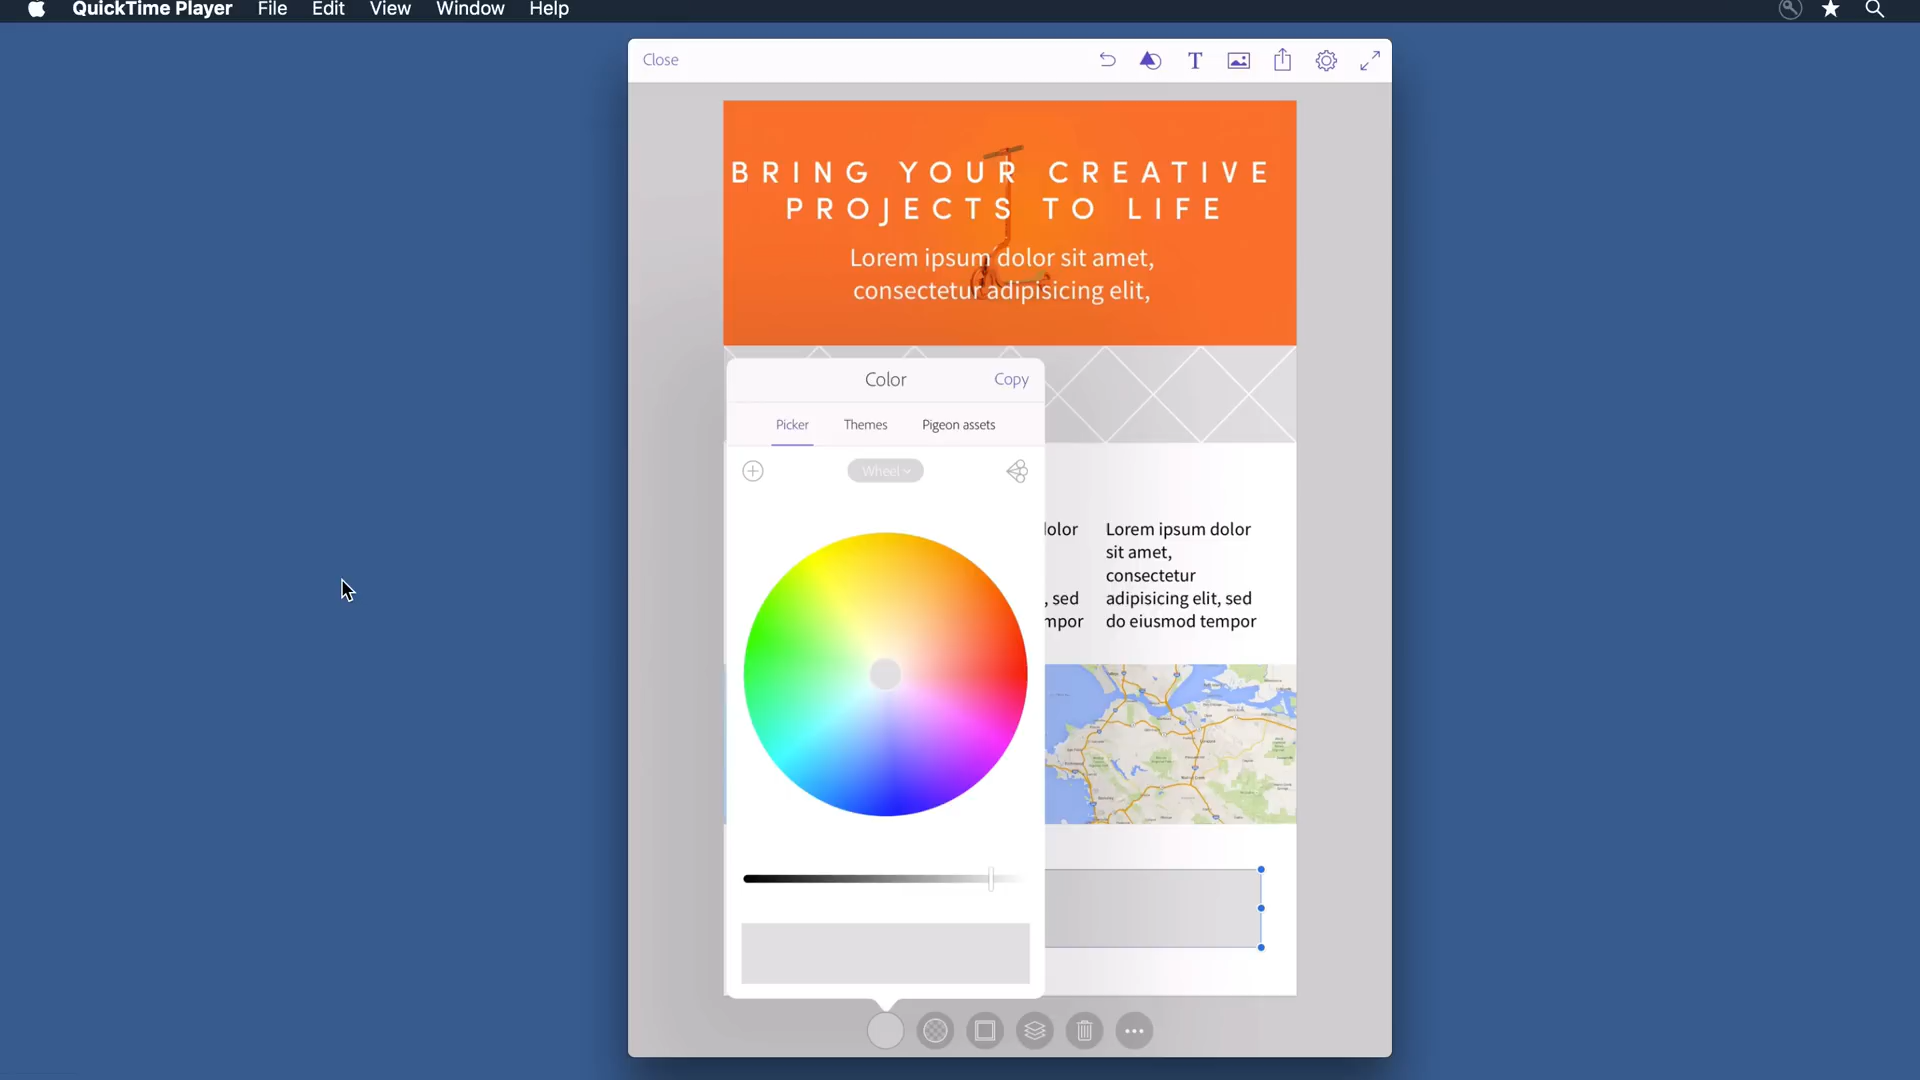 QuickTime Player File Edit View Window Help
Close
T
BRING YOUR CREATIVE
PROJECTS TO LIFE
Lorem ipsum dolor sit amet,
consectetur adipisicing elit,
Color Copy
Picker Themes Pigeon assets
Wheel
dolor
, sed
mpor
Lorem ipsum dolor
sit amet,
consectetur
adipisicing elit, sed
do eiusmod tempor